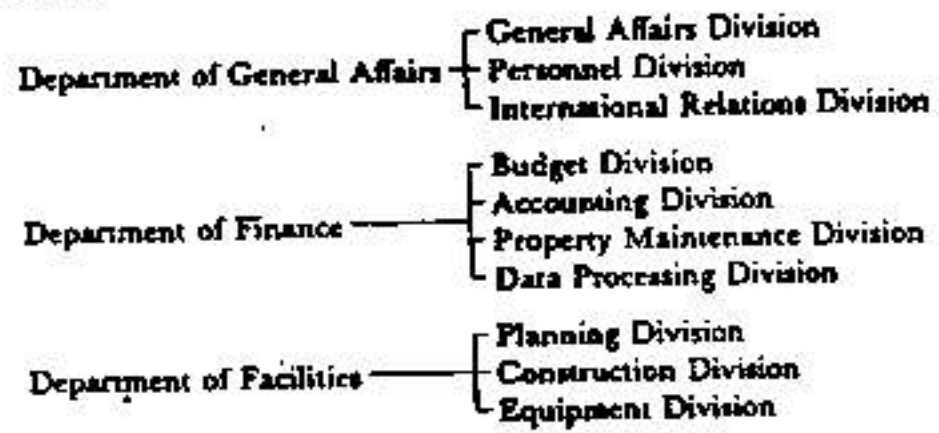 Department of General Affairs
General Affairs Division
Personnel Division
International Relations Division
Department of Finance
Budget Division
Accounting Division
Property Maintenance Division
Data Processing Division
Department of Facilities
Planning Division
Construction Division
Equipment Division